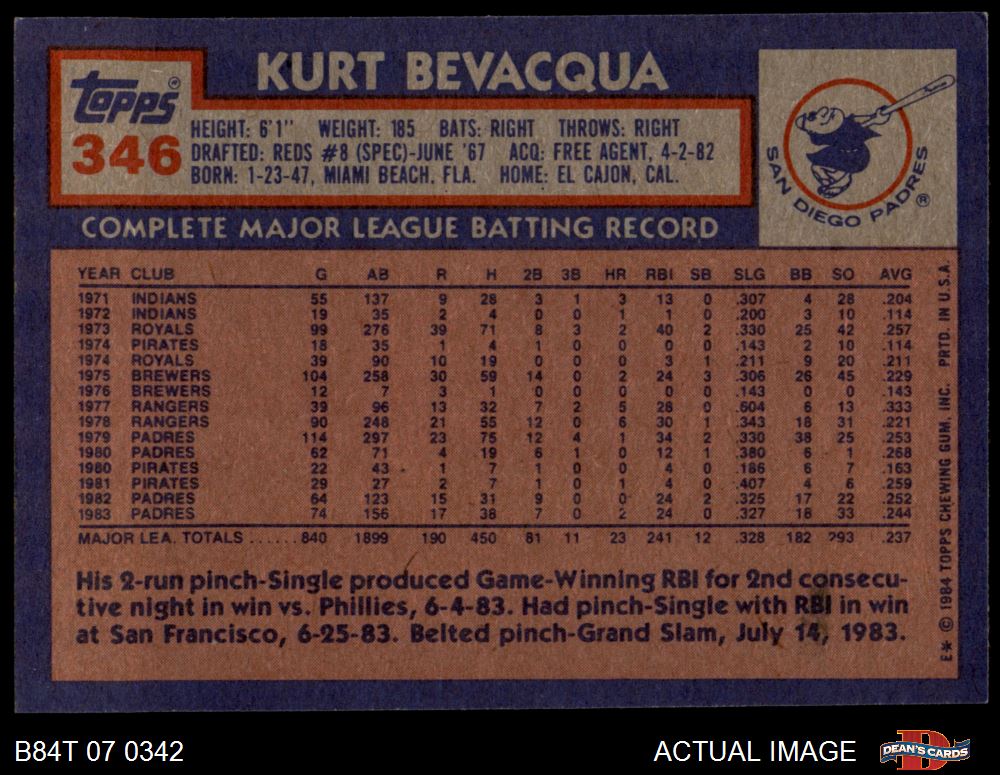 KURT BEVACQUA
Topps®
346
HEIGHT: 6'1" WEIGHT: 185 BATS: RIGHT THROWS: RIGHT
DRAFTED: REDS #8 (SPEC)-JUNE '67 ACQ: FREE AGENT, 4-2-82
BORN: 1-23-47, MIAMI BEACH, FLA. HOME: EL CAJON, CAL.
SAN DIEGO PADRES ®
COMPLETE MAJOR LEAGUE BATTING RECORD
YEAR CLUB G AB R H 2B 3B HR RBI SB SLG BB SO AVG
1971 INDIANS 55 137 9 28 3 1 3 13 0 .307 4 28 .204
1972 INDIANS 19 35 2 4 0 0 1 1 0 .200 3 10 .114
1973 ROYALS 99 276 39 71 8 3 2 40 2 .330 25 42 .257
1974 PIRATES 18 35 1 4 1 0 0 0 0 .143 2 10 .114
1974 ROYALS 39 90 10 19 0 0 0 3 1 .211 9 20 .211
1975 BREWERS 104 258 30 59 14 0 2 24 3 .306 26 45 .229
1976 BREWERS 12 7 3 1 0 0 0 0 0 .143 0 0 .143
1977 RANGERS 39 96 13 32 7 2 5 28 0 .604 6 13 .333
1978 RANGERS 90 248 21 55 12 0 6 30 1 .343 18 31 .221
1979 PADRES 114 297 23 75 12 4 1 34 2 .330 38 25 .253
1980 PADRES 62 71 4 19 6 1 0 12 1 .380 6 1 .268
1980 PIRATES 22 43 1 7 1 0 0 4 0 .186 6 7 .163
1981 PIRATES 29 27 2 7 1 0 1 4 0 .407 4 6 .259
1982 PADRES 64 123 15 31 9 0 0 24 2 .325 17 22 .252
1983 PADRES 74 156 17 38 7 0 2 24 0 .327 18 33 .244
MAJOR LEA. TOTALS ......840 1899 190 450 81 11 23 241 12 .328 182 293 .237
His 2-run pinch-Single produced Game-Winning RBI for 2nd consecu-
tive night in win vs. Phillies, 6-4-83. Had pinch-Single with RBI in win
at San Francisco, 6-25-83. Belted pinch-Grand Slam, July 14, 1983.
E* © 1984 TOPPS CHEWING GUM, INC. PRTD. IN U.S.A.
B84T 07 0342
ACTUAL IMAGE
D
DEAN'S CARDS